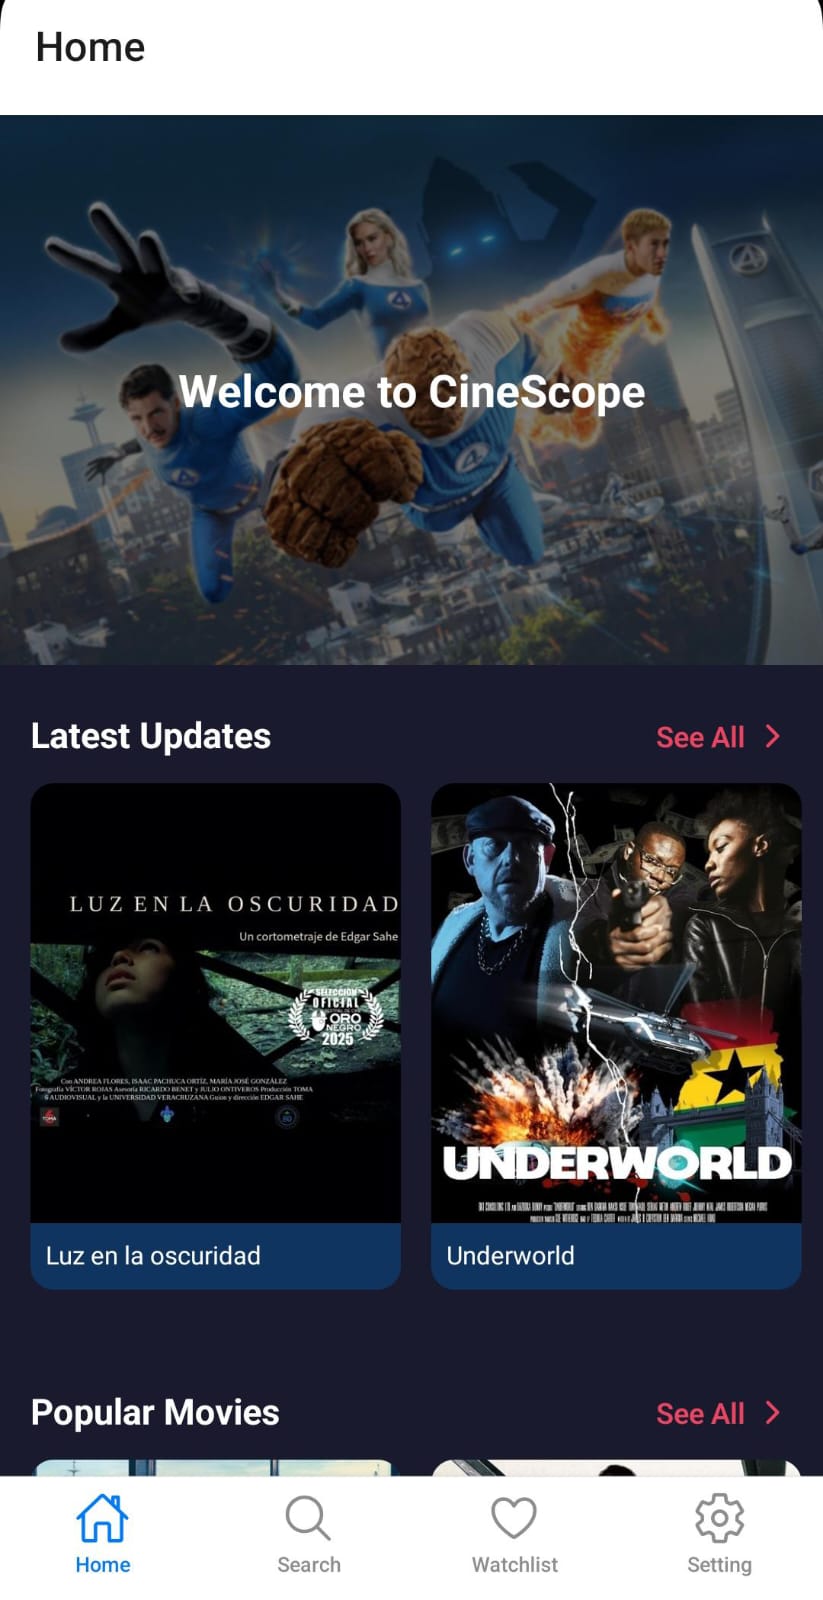 Home
Welcome to CineScope
Latest Updates
See All
LUZ EN LA OSCURIDAD
Un cortometraje de Edgar Sahe
SELECCIÓN
OFICIAL
ORO
NEGRO
2025
Con ANDREA FLORES, ISAAC PACHUCA ORTÍZ, MARÍA JOSÉ GONZÁLEZ
Fotografía VÍCTOR ROJAS Asesoría RICARDO BENET y JULIO ONTIVEROS Producción TOMA
6 AUDIOVISUAL y la UNIVERSIDAD VERACRUZANA Guion y dirección EDGAR SAHE
TOMA
UNDERWORLD
Luz en la oscuridad
Underworld
Popular Movies
See All
Home
Search
Watchlist
Setting